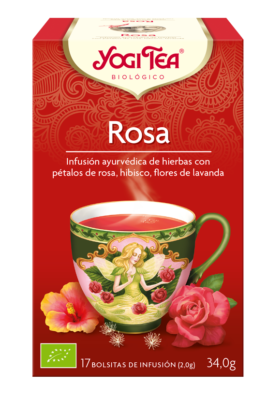 YOGI TEA®
BIOLÓGICO
Rosa
Infusión ayurvédica de hierbas con
pétalos de rosa, hibisco, flores de lavanda
17 BOLSITAS DE INFUSIÓN (2,0g) 34,0g